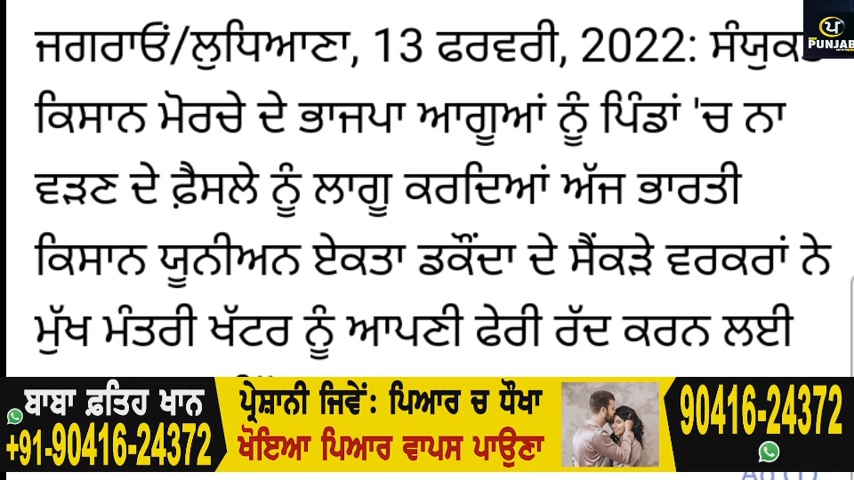 ਜਗਰਾਓਂ/ਲੁਧਿਆਣਾ, 13 ਫਰਵਰੀ, 2022:
PUNJAB
ਕਿਸਾਨ ਮੋਰਚੇ ਦੇ ਭਾਜਪਾ ਆਗੂਆਂ ਨੂੰ ਪਿੰਡਾਂ 'ਚ ਨਾ
ਵੜਣ ਦੇ ਫ਼ੈਸਲੇ ਨੂੰ ਲਾਗੂ ਕਰਦਿਆਂ ਅੱਜ ਭਾਰਤੀ
ਕਿਸਾਨ ਯੂਨੀਅਨ ਏਕਤਾ ਡਕੌਂਦਾ ਦੇ ਸੈਂਕੜੇ ਵਰਕਰਾਂ ਨੇ
ਮੁੱਖ ਮੰਤਰੀ ਖੱਟਰ ਨੂੰ ਆਪਣੀ ਫੇਰੀ ਰੱਦ ਕਰਨ ਲਈ
ਬਾਬਾ ਫ਼ਤਿਹ ਖਾਨ
+91-90416-24372
ਪ੍ਰੇਸ਼ਾਨੀ ਜਿਵੇਂ: ਪਿਆਰ ਚ ਧੌਖਾ
ਖੋਇਆ ਪਿਆਰ ਵਾਪਸ ਪਾਉਣਾ
90416-24372